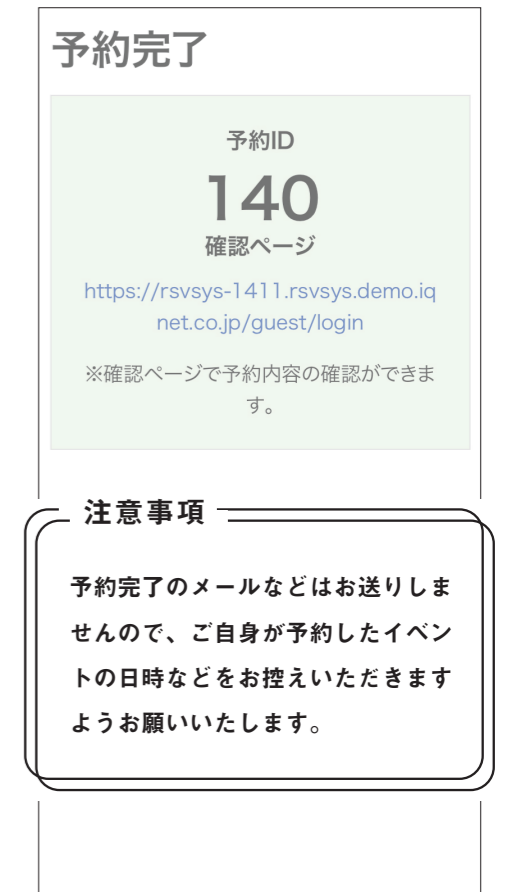 予約完了
予約ID
140
確認ページ
https://rsvsys-1411.rsvsys.demo.iq
net.co.jp/guest/login
※確認ページで予約内容の確認ができま
す。
注意事項
予約完了のメールなどはお送りしま
せんので、ご自身が予約したイベン
トの日時などをお控えいただきます
ようお願いいたします。